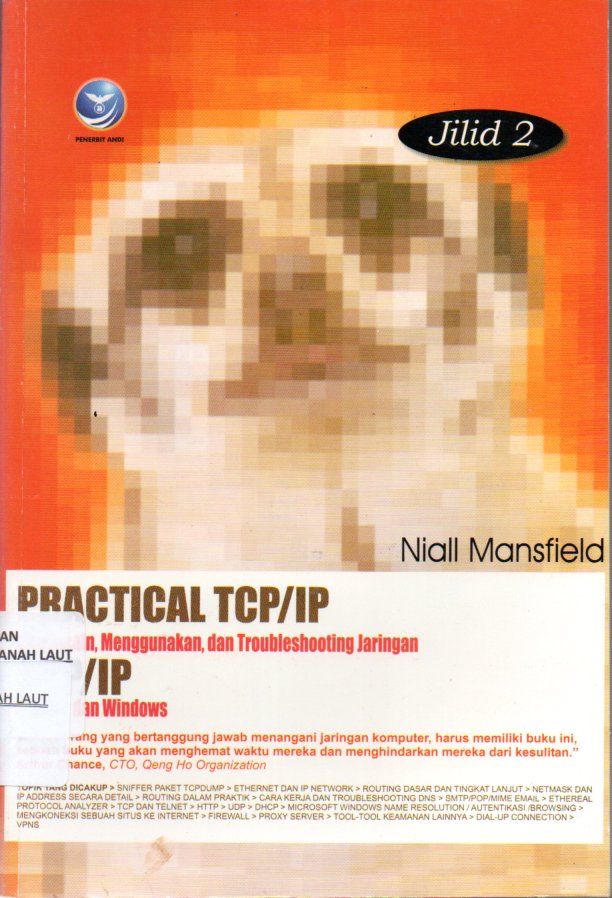 PENERBIT ANDI
Jilid 2
Niall Mansfield
PRACTICAL TCP/IP
Menggunakan, dan Troubleshooting Jaringan
/IP
dan Windows
yang bertanggung jawab menangani jaringan komputer, harus memiliki buku ini,
buku yang akan menghemat waktu mereka dan menghindarkan mereka dari kesulitan."
Arthur Chance, CTO, Qeng Ho Organization
TOPIK YANG DICAKUP > SNIFFER PAKET TCPDUMP > ETHERNET DAN IP NETWORK > ROUTING DASAR DAN TINGKAT LANJUT > NETMASK DAN
IP ADDRESS SECARA DETAIL > ROUTING DALAM PRAKTIK > CARA KERJA DAN TROUBLESHOOTING DNS > SMTP/POP/MIME EMAIL > ETHEREAL
PROTOCOL ANALYZER > TCP DAN TELNET > HTTP > UDP > DHCP > MICROSOFT WINDOWS NAME RESOLUTION / AUTENTIKASI /BROWSING >
MENGKONEKSI SEBUAH SITUS KE INTERNET > FIREWALL > PROXY SERVER > TOOL-TOOL KEAMANAN LAINNYA > DIAL-UP CONNECTION >
VPNS
AN
ANAH LAUT
AH LAUT